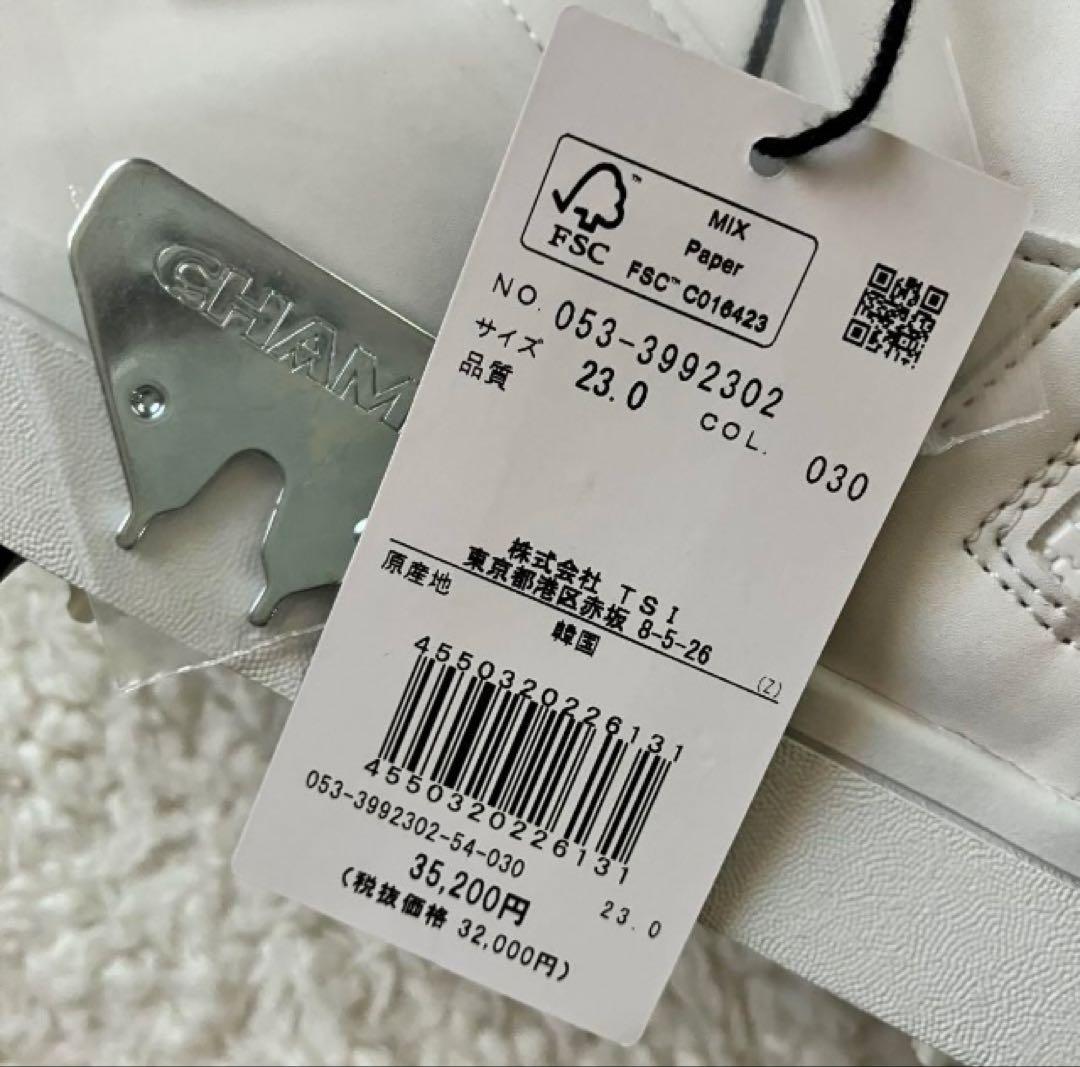 CHAM
FSC
MIX
Paper
FSC™ C016423
NO. 053-3992302
サイズ 23.0 COL. 030
品質
株式会社 TSI
東京都港区赤坂 8-5-26
原産地 韓国 (Z)
4550320226131
4550320226131
053-3992302-54-030 23.0
35,200円
(税抜価格 32,000円)